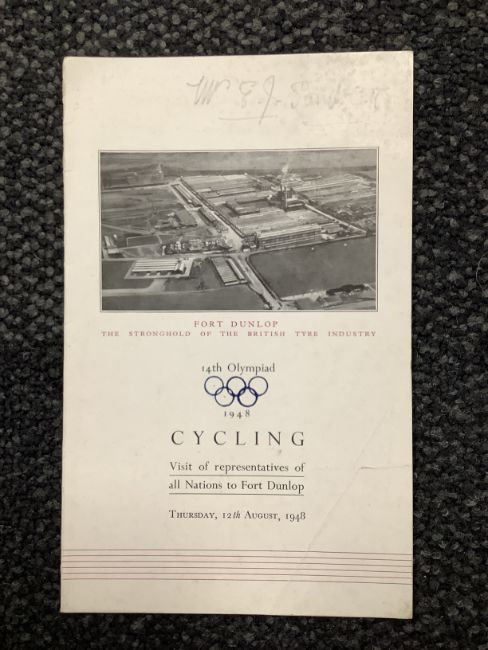 Mr E. J.
FORT DUNLOP
THE STRONGHOLD OF THE BRITISH TYRE INDUSTRY
14th Olympiad
1948
CYCLING
Visit of representatives of
all Nations to Fort Dunlop
THURSDAY, 12th AUGUST, 1948